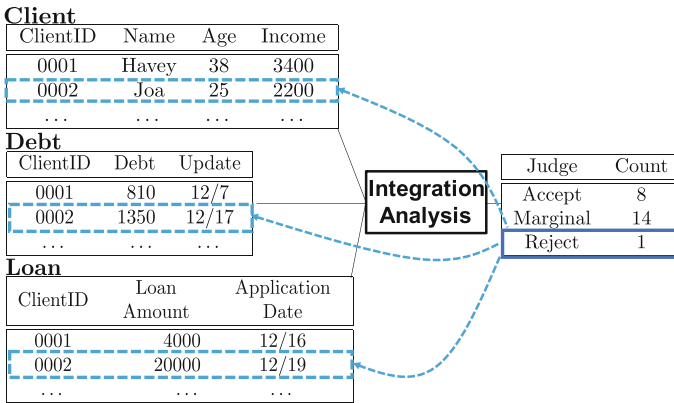 Client
ClientID Name Age Income
0001 Havey 38 3400
0002 Joa 25 2200
... ... ... ...
Debt
ClientID Debt Update
0001 810 12/7
0002 1350 12/17
... ... ...
Loan
ClientID Loan Amount Application Date
0001 4000 12/16
0002 20000 12/19
... ... ...
Integration
Analysis
Judge Count
Accept 8
Marginal 14
Reject 1